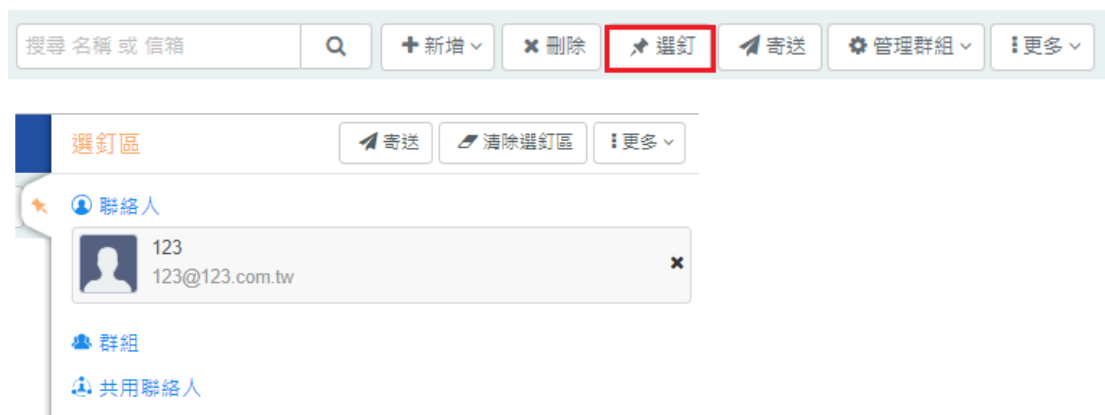 搜尋 名稱 或 信箱 新增 刪除 選釘 寄送 管理群組 更多
選釘區 寄送 清除選釘區 更多
聯絡人
123
123@123.com.tw
群組
共用聯絡人